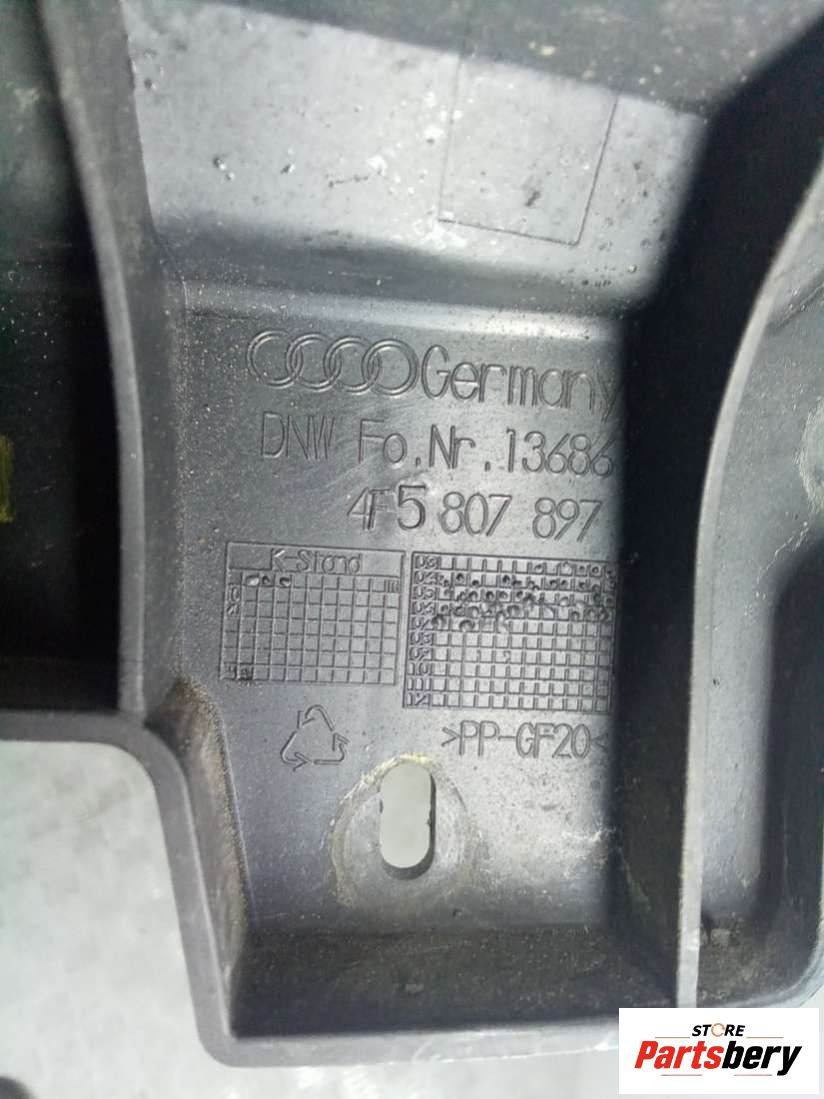 Germany
DNW Fo.Nr.13686
4F5 807 897
K-Stand
>PP-GF20<
STORE
Partsbery